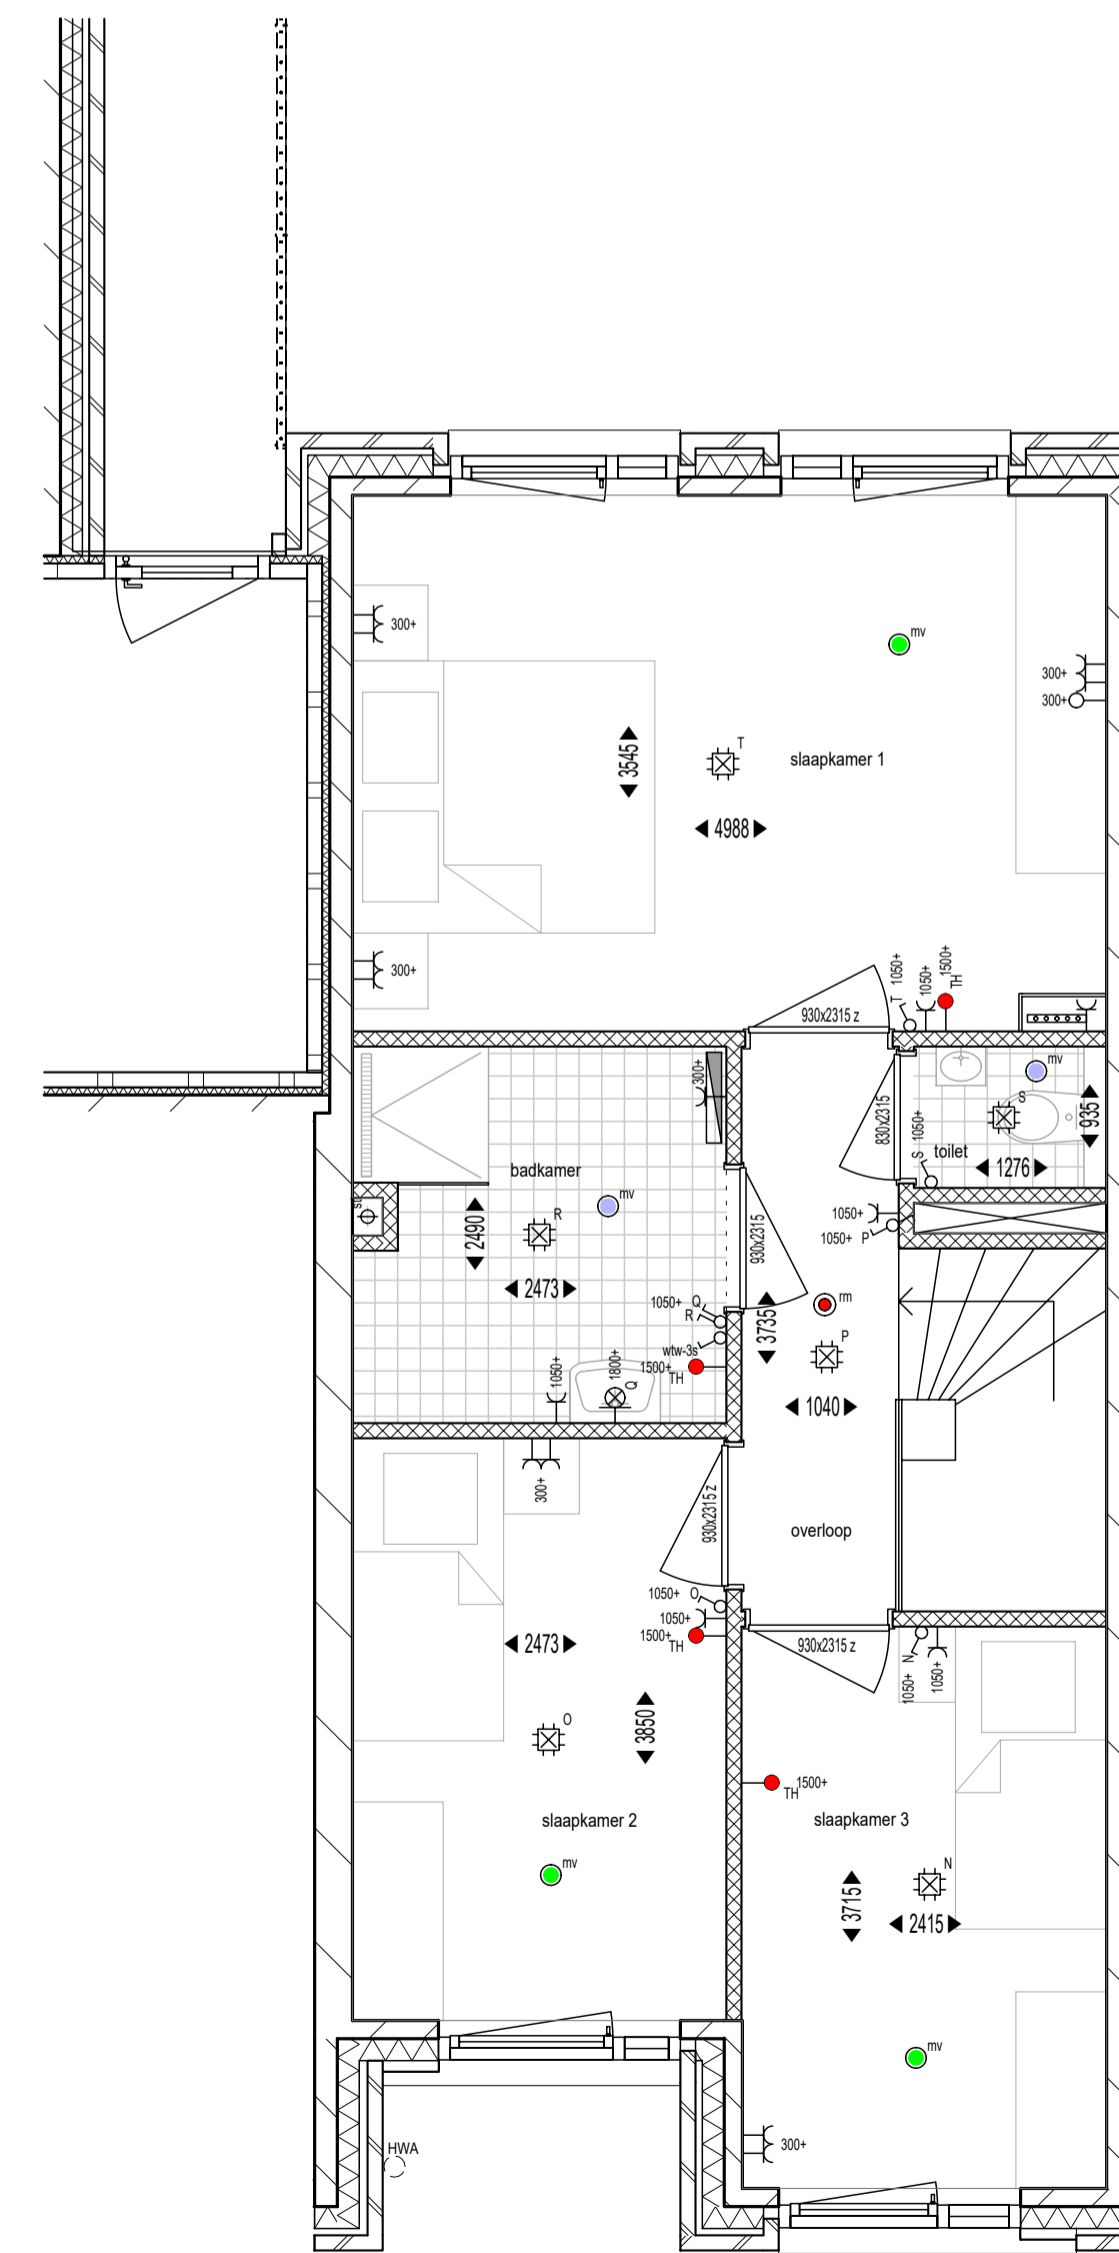 300+
mv
300+
300+
T
3545
slaapkamer 1
4988
300+
T 1050+
1050+
1500+
TH
930x2315 z
300+
830x2315
mv
S
935
S 1050+
toilet
1276
badkamer
st
mv
R
2490
2473
930x2315
1050+
1050+ P
1050+ Q
R
wtw-3s
1500+
TH
1050+
1800+
Q
rm
3735
P
1040
300+
930x2315 z
overloop
1050+ O
1050+
1500+
TH
930x2315 z
1050+ N
1050+
2473
3850
O
slaapkamer 2
mv
TH
1500+
slaapkamer 3
N
3715
2415
mv
300+
HWA